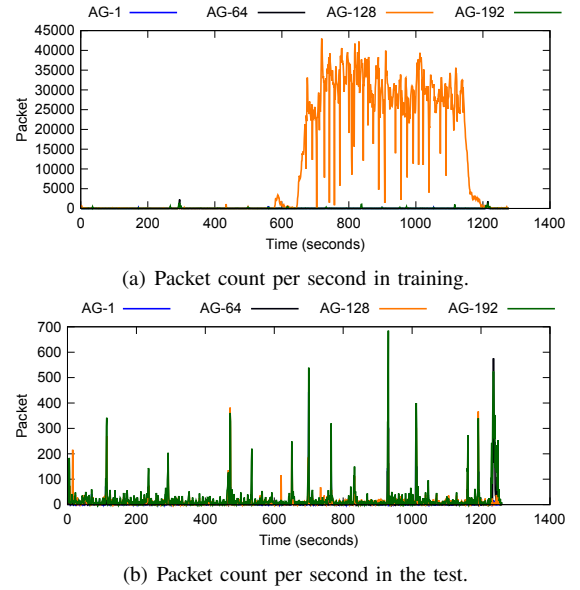 AG-1 AG-64 AG-128 AG-192
45000
40000
35000
30000
25000
20000
15000
10000
5000
0
Packet
0 200 400 600 800 1000 1200 1400
Time (seconds)
(a) Packet count per second in training.
AG-1 AG-64 AG-128 AG-192
700
600
500
400
300
200
100
0
Packet
0 200 400 600 800 1000 1200 1400
Time (seconds)
(b) Packet count per second in the test.